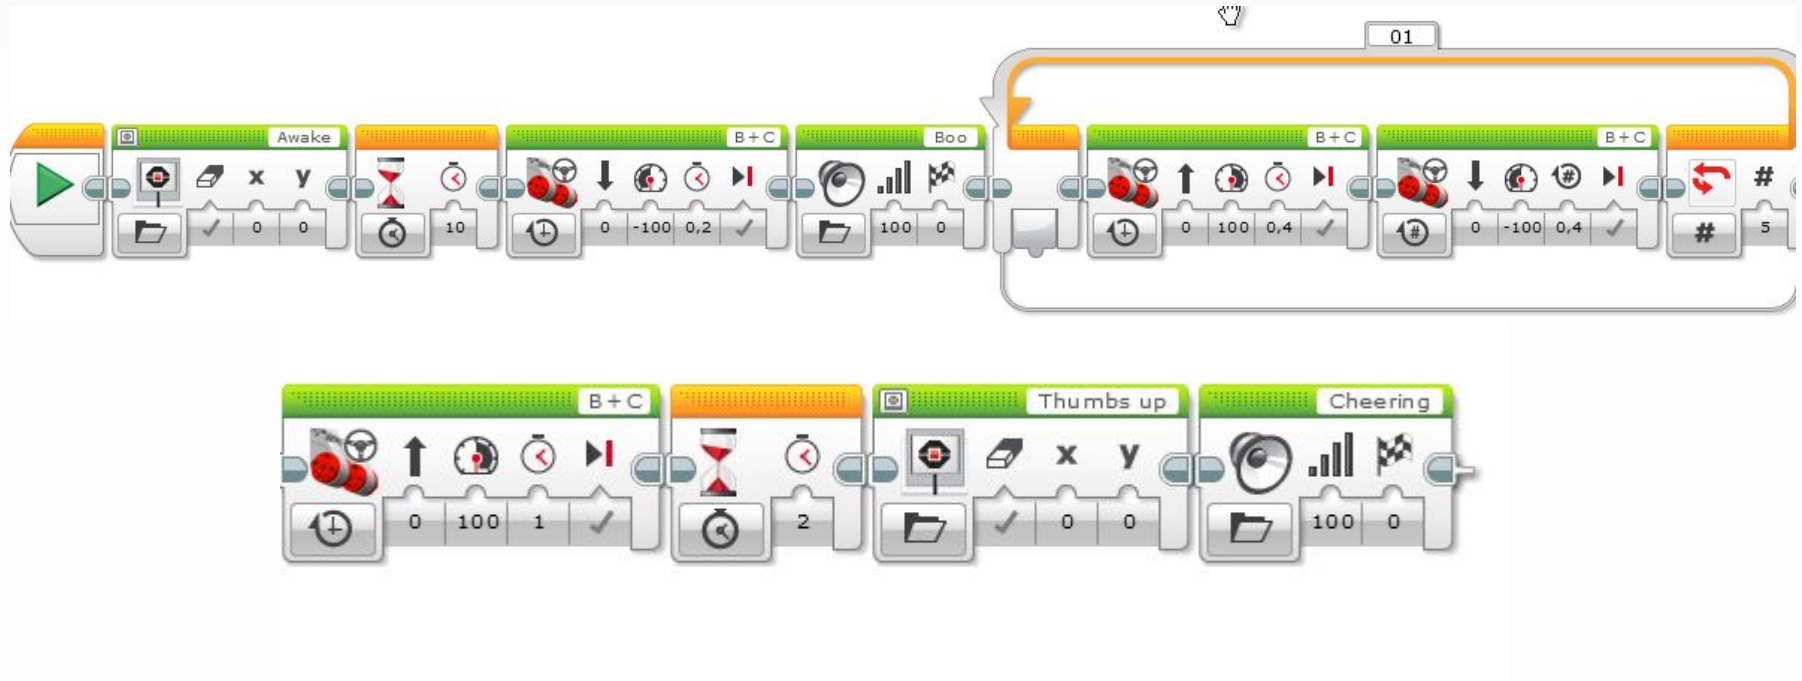 01
Awake B+C Boo B+C B+C
x y #
0 0 10 0 -100 0,2 100 0 0 100 0,4 # 0 -100 0,4 # 5
B+C Thumbs up Cheering
x y
0 100 1 2 0 0 100 0